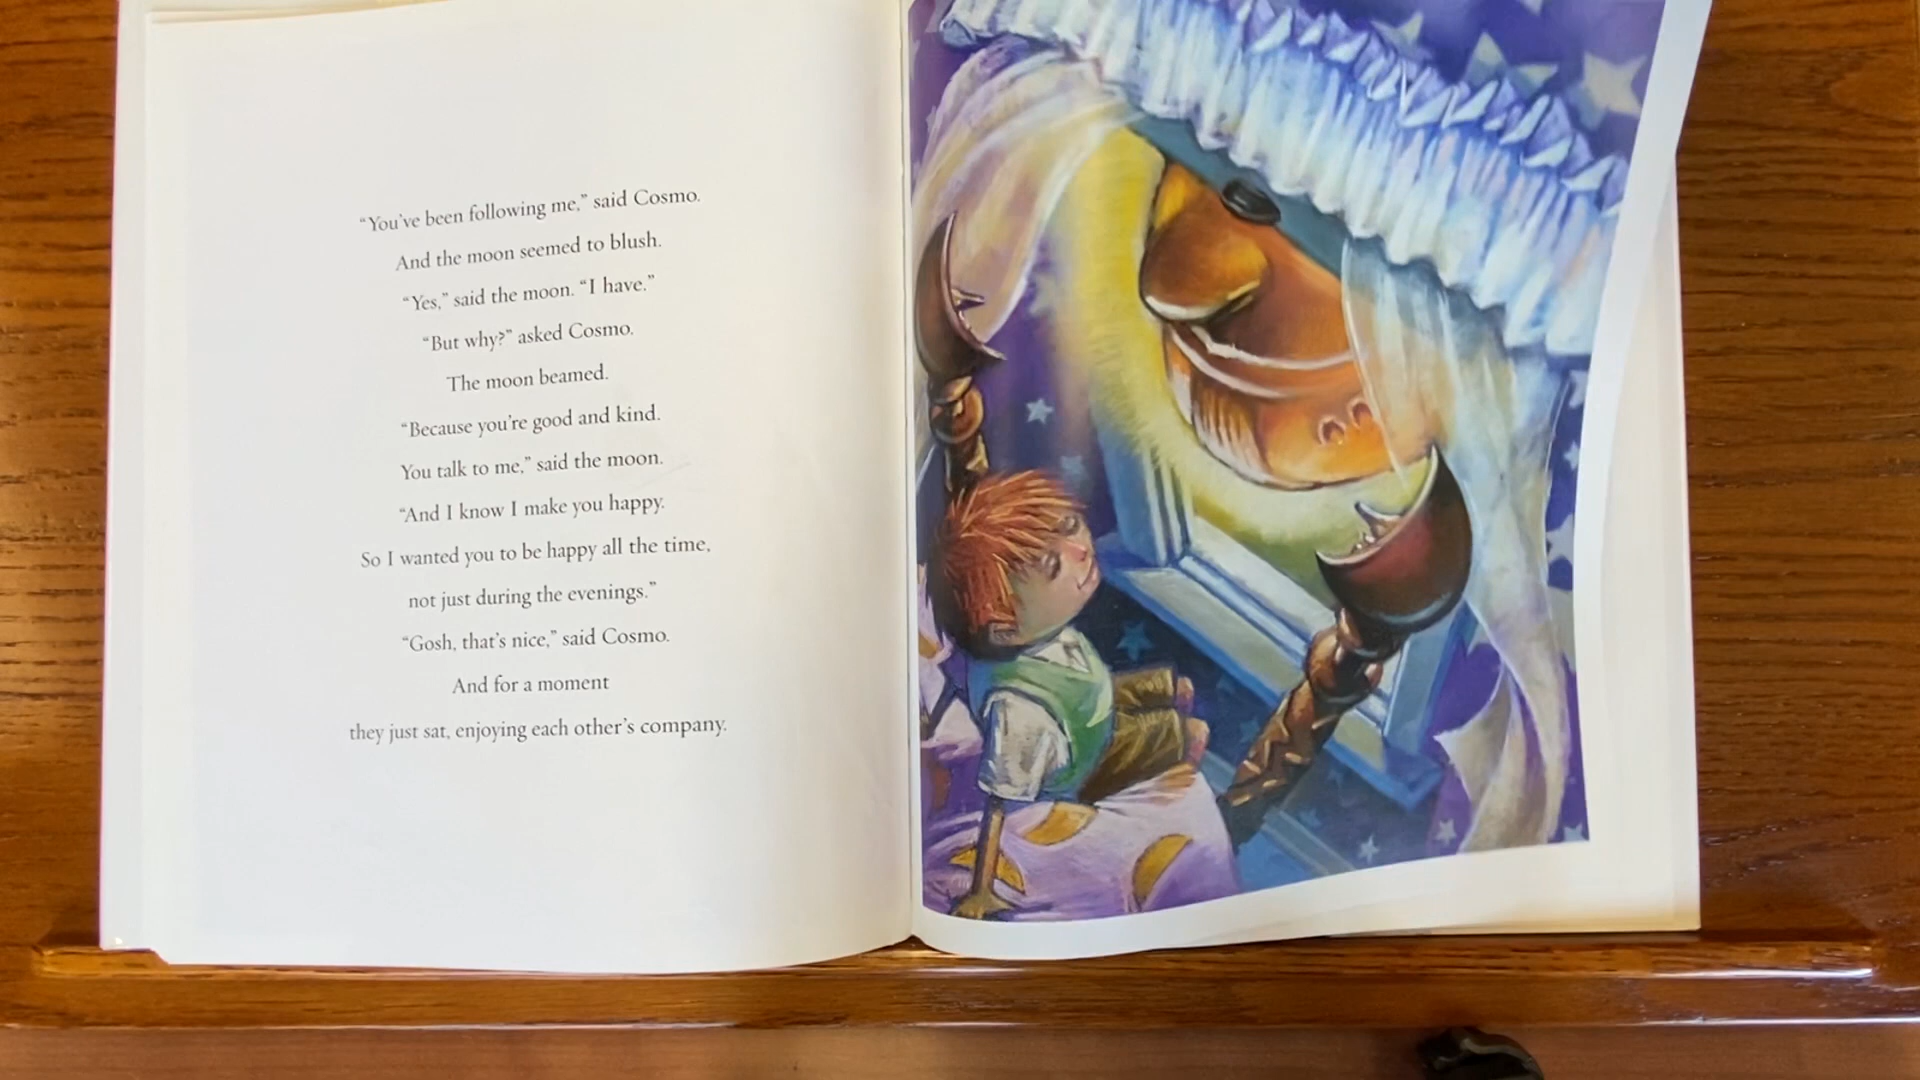 “You’ve been following me,” said Cosmo.
And the moon seemed to blush.
“Yes,” said the moon. “I have.”
“But why?” asked Cosmo.
The moon beamed.
“Because you’re good and kind.
You talk to me,” said the moon.
“And I know I make you happy.
So I wanted you to be happy all the time,
not just during the evenings.”
“Gosh, that’s nice,” said Cosmo.
And for a moment
they just sat, enjoying each other’s company.